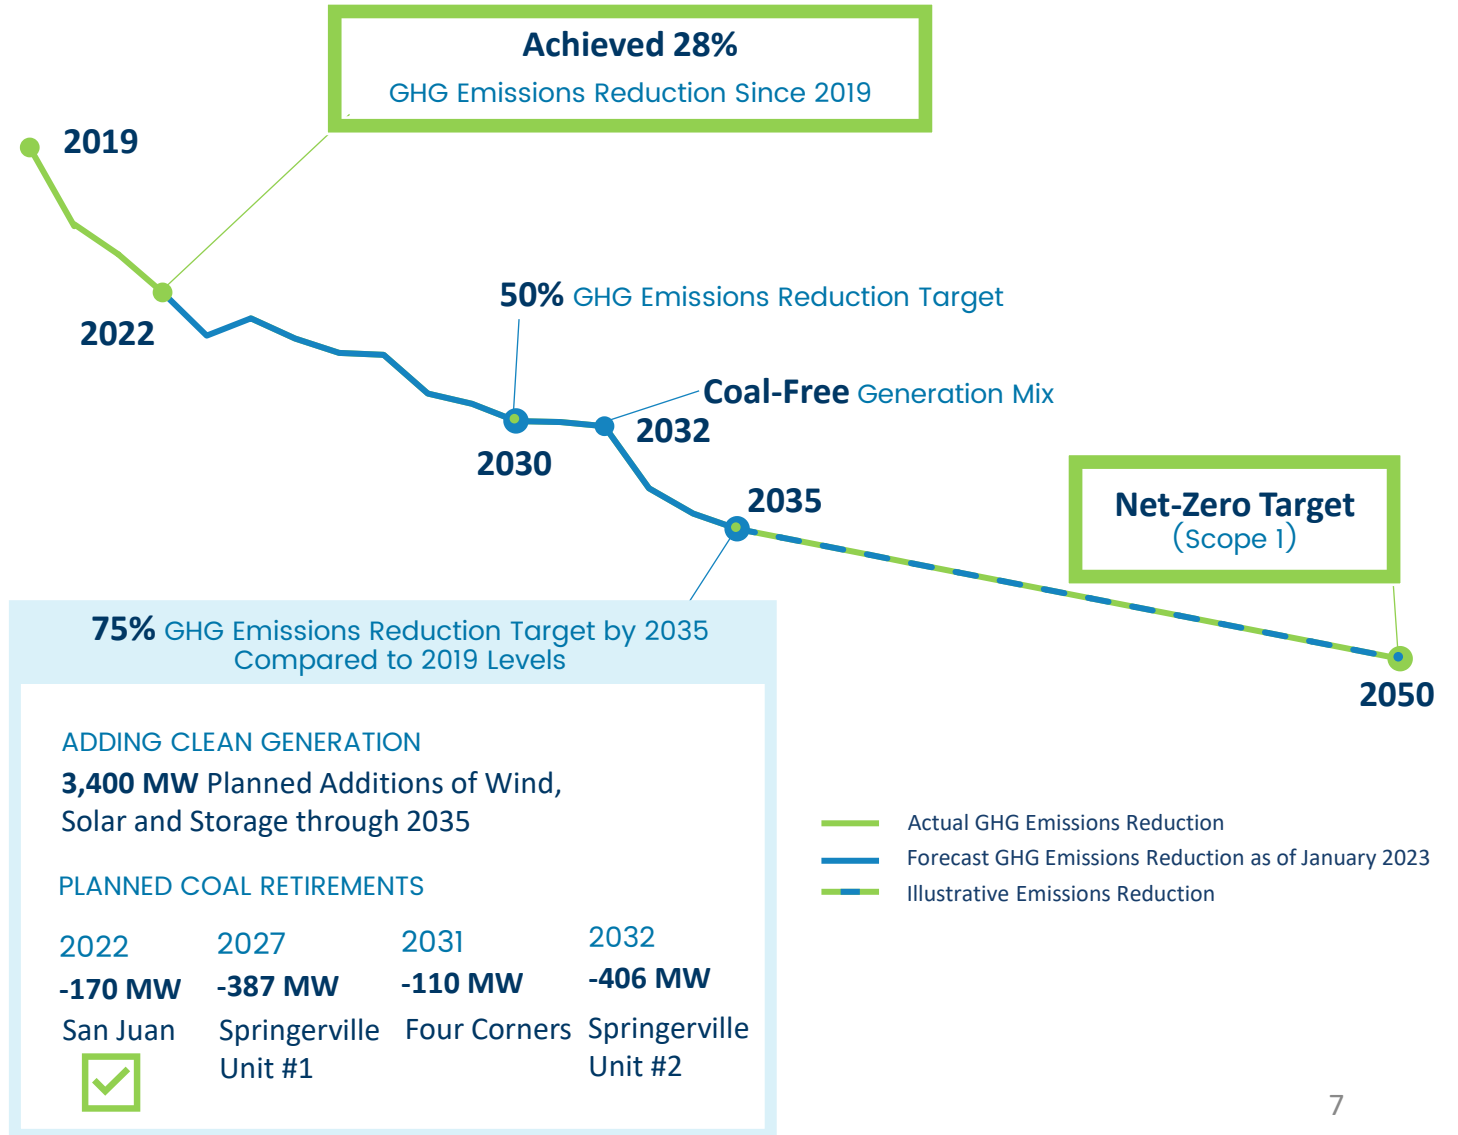 Achieved 28%
GHG Emissions Reduction Since 2019
2019
2022
50% GHG Emissions Reduction Target
Coal-Free Generation Mix
2032
2030
2035
Net-Zero Target
(Scope 1)
2050
75% GHG Emissions Reduction Target by 2035
Compared to 2019 Levels
ADDING CLEAN GENERATION
3,400 MW Planned Additions of Wind,
Solar and Storage through 2035
PLANNED COAL RETIREMENTS
2022
-170 MW
San Juan
2027
-387 MW
Springerville
Unit #1
2031
-110 MW
Four Corners
2032
-406 MW
Springerville
Unit #2
Actual GHG Emissions Reduction
Forecast GHG Emissions Reduction as of January 2023
Illustrative Emissions Reduction
7